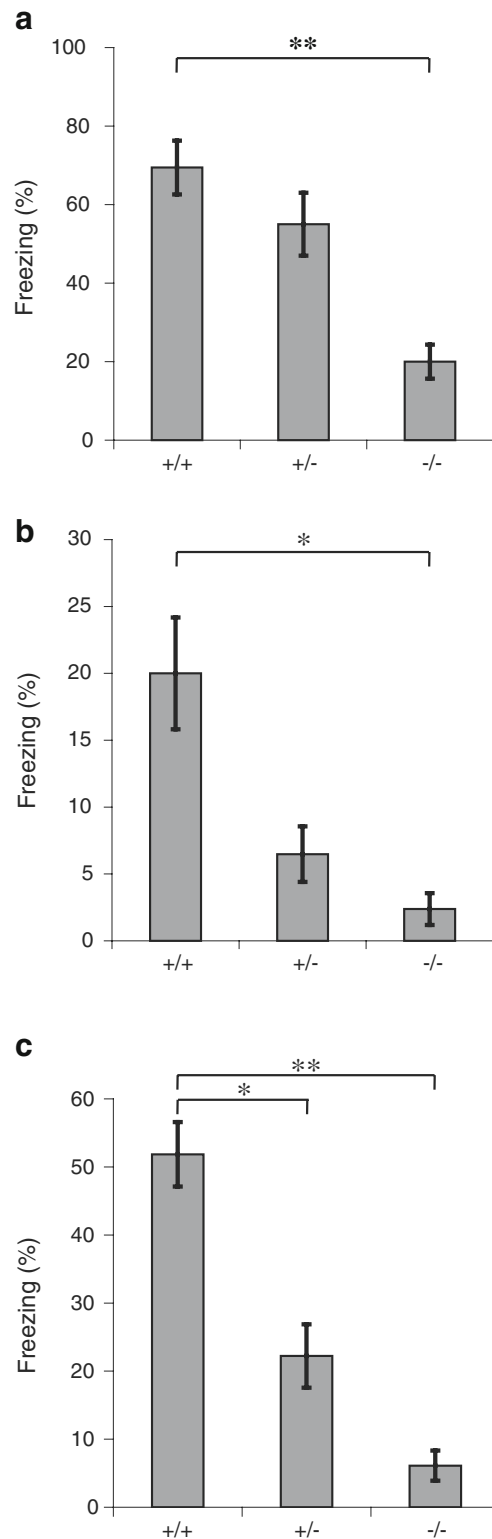 a
**
100
80
60
40
20
0
Freezing (%)
+/+ +/- -/-
b
*
30
25
20
15
10
5
0
Freezing (%)
+/+ +/- -/-
c
**
*
60
50
40
30
20
10
0
Freezing (%)
+/+ +/- -/-